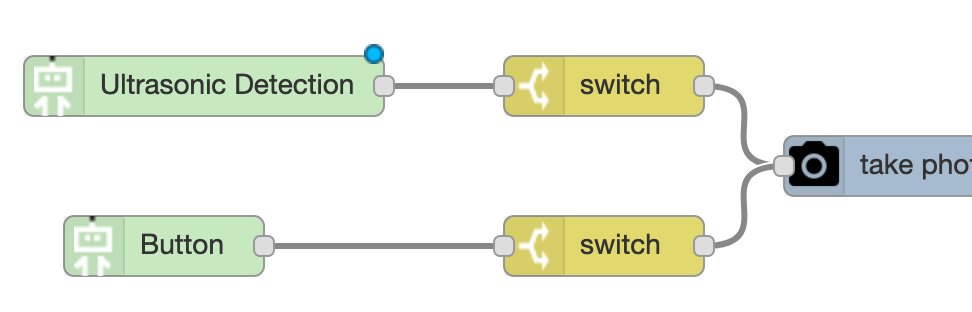 Ultrasonic Detection
switch
take phot
Button
switch